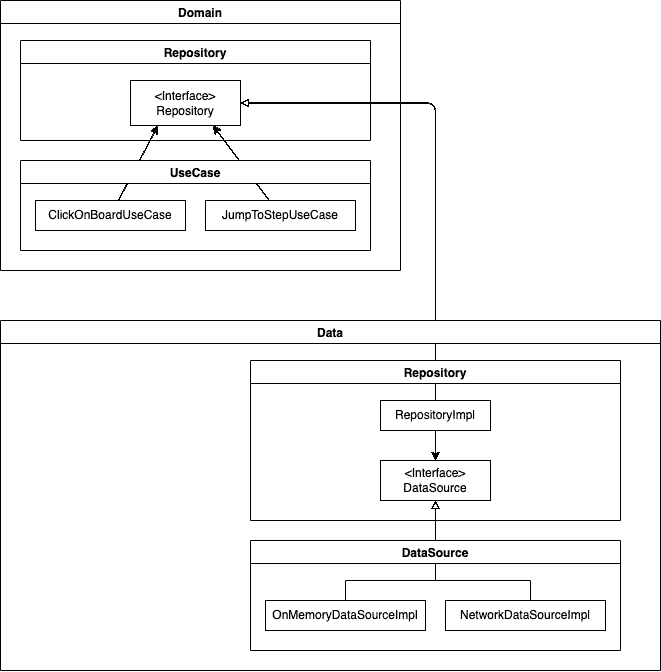 Domain
Repository
<Interface>
Repository
UseCase
ClickOnBoardUseCase
JumpToStepUseCase
Data
Repository
RepositoryImpl
<Interface>
DataSource
DataSource
OnMemoryDataSourceImpl
NetworkDataSourceImpl